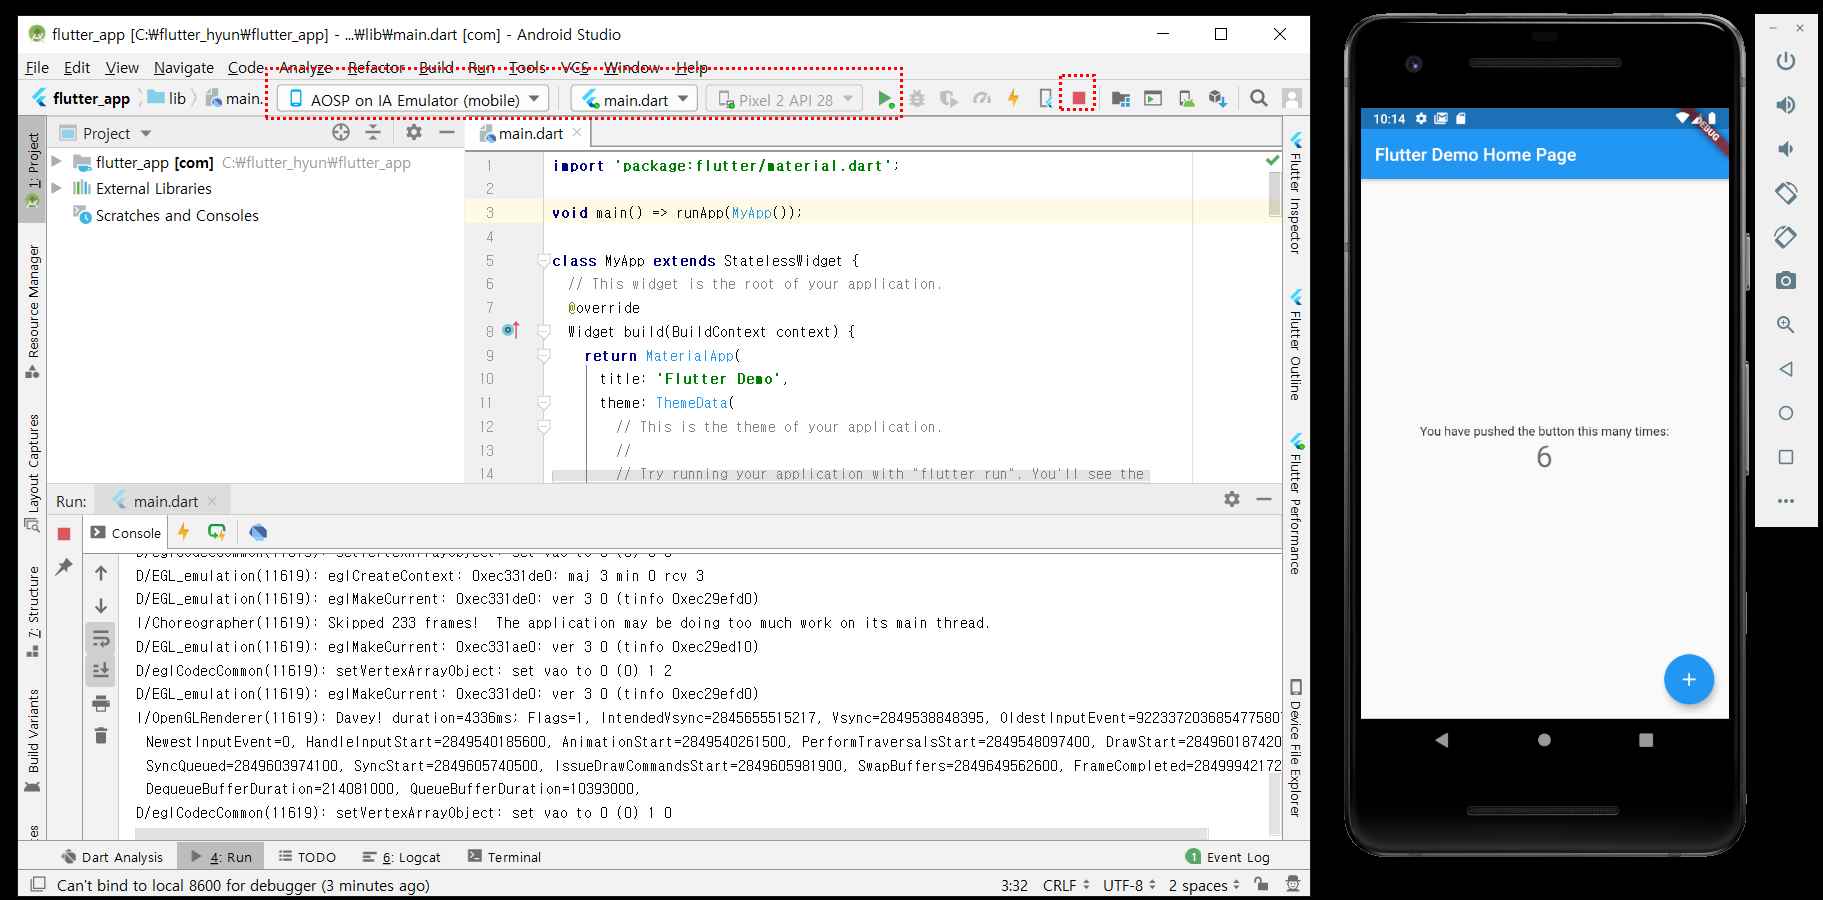 flutter_app [C:₩flutter_hyun₩flutter_app] - ...₩lib₩main.dart [com] - Android Studio
File Edit View Navigate Code Analyze Refactor Build Run Tools VCS Window Help
flutter_app lib main. AOSP on IA Emulator (mobile) main.dart Pixel 2 API 28
Project
main.dart
1: Project
Resource Manager
Layout Captures
7: Structure
Build Variants
flutter_app [com] C:₩flutter_hyun₩flutter_app
External Libraries
Scratches and Consoles
1 import 'package:flutter/material.dart';
2
3 void main() => runApp(MyApp());
4
5 class MyApp extends StatelessWidget {
6 // This widget is the root of your application.
7 @override
8 Widget build(BuildContext context) {
9 return MaterialApp(
10 title: 'Flutter Demo',
11 theme: ThemeData(
12 // This is the theme of your application.
13 //
14 // Try running your application with "flutter run". You'll see the
Flutter Inspector
Flutter Outline
Flutter Performance
Device File Explorer
Run: main.dart
Console
D/eglCodecCommon(11619): setVertexArrayObject: set vao to 0 (0) 0 0
D/EGL_emulation(11619): eglCreateContext: 0xec331de0: maj 3 min 0 rcv 3
D/EGL_emulation(11619): eglMakeCurrent: 0xec331de0: ver 3 0 (tinfo 0xec29efd0)
I/Choreographer(11619): Skipped 233 frames!  The application may be doing too much work on its main thread.
D/EGL_emulation(11619): eglMakeCurrent: 0xec331ae0: ver 3 0 (tinfo 0xec29ed10)
D/eglCodecCommon(11619): setVertexArrayObject: set vao to 0 (0) 1 2
D/EGL_emulation(11619): eglMakeCurrent: 0xec331de0: ver 3 0 (tinfo 0xec29efd0)
I/OpenGLRenderer(11619): Davey! duration=4336ms; Flags=1, IntendedVsync=2845655515217, Vsync=2849538848395, OldestInputEvent=922337203685477580
NewestInputEvent=0, HandleInputStart=2849540185600, AnimationStart=2849540261500, PerformTraversalsStart=2849548097400, DrawStart=284960187420
SyncQueued=2849603974100, SyncStart=2849605740500, IssueDrawCommandsStart=2849605981900, SwapBuffers=2849649562600, FrameCompleted=28499942172
DequeueBufferDuration=214081000, QueueBufferDuration=10393000,
D/eglCodecCommon(11619): setVertexArrayObject: set vao to 0 (0) 1 0
Dart Analysis 4: Run TODO 6: Logcat Terminal 1 Event Log
Can't bind to local 8600 for debugger (3 minutes ago) 3:32 CRLF UTF-8 2 spaces
10:14
DEBUG
Flutter Demo Home Page
You have pushed the button this many times:
6